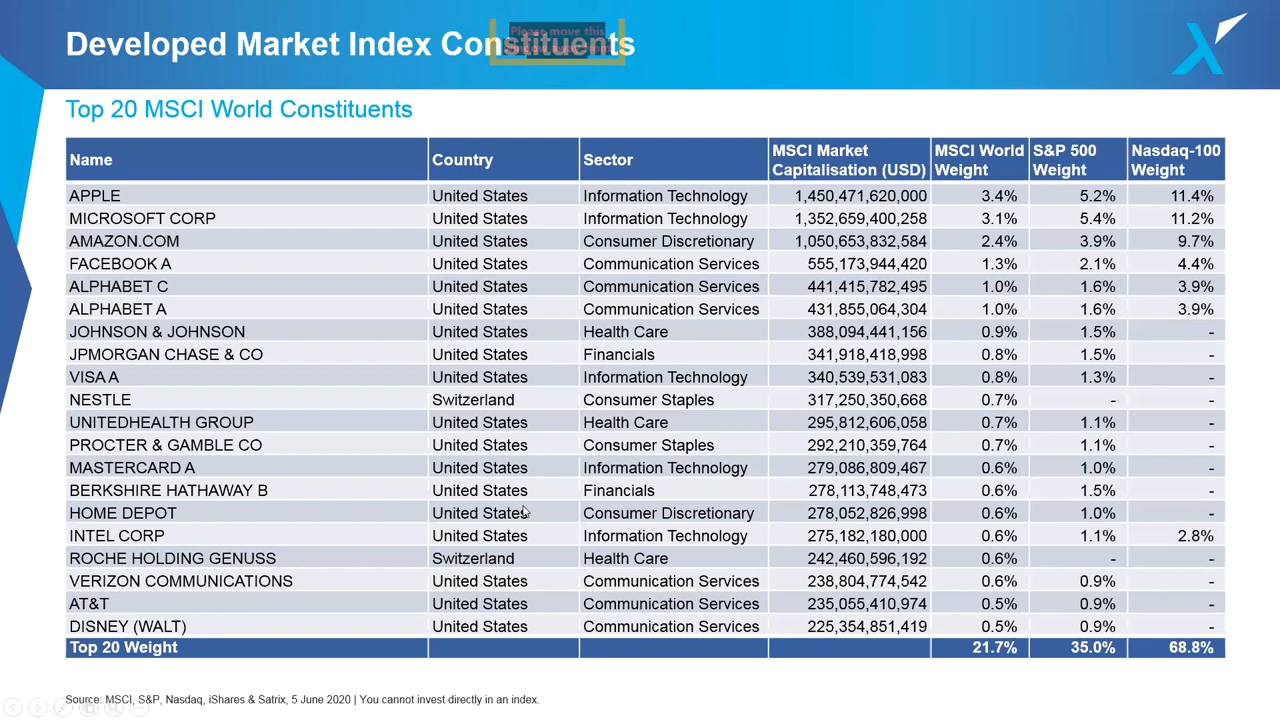 Developed Market Index Constituents
Please move this
Top 20 MSCI World Constituents
Name Country Sector MSCI Market Capitalisation (USD) MSCI World Weight S&P 500 Weight Nasdaq-100 Weight
APPLE United States Information Technology 1,450,471,620,000 3.4% 5.2% 11.4%
MICROSOFT CORP United States Information Technology 1,352,659,400,258 3.1% 5.4% 11.2%
AMAZON.COM United States Consumer Discretionary 1,050,653,832,584 2.4% 3.9% 9.7%
FACEBOOK A United States Communication Services 555,173,944,420 1.3% 2.1% 4.4%
ALPHABET C United States Communication Services 441,415,782,495 1.0% 1.6% 3.9%
ALPHABET A United States Communication Services 431,855,064,304 1.0% 1.6% 3.9%
JOHNSON & JOHNSON United States Health Care 388,094,441,156 0.9% 1.5% -
JPMORGAN CHASE & CO United States Financials 341,918,418,998 0.8% 1.5% -
VISA A United States Information Technology 340,539,531,083 0.8% 1.3% -
NESTLE Switzerland Consumer Staples 317,250,350,668 0.7% - -
UNITEDHEALTH GROUP United States Health Care 295,812,606,058 0.7% 1.1% -
PROCTER & GAMBLE CO United States Consumer Staples 292,210,359,764 0.7% 1.1% -
MASTERCARD A United States Information Technology 279,086,809,467 0.6% 1.0% -
BERKSHIRE HATHAWAY B United States Financials 278,113,748,473 0.6% 1.5% -
HOME DEPOT United States Consumer Discretionary 278,052,826,998 0.6% 1.0% -
INTEL CORP United States Information Technology 275,182,180,000 0.6% 1.1% 2.8%
ROCHE HOLDING GENUSS Switzerland Health Care 242,460,596,192 0.6% - -
VERIZON COMMUNICATIONS United States Communication Services 238,804,774,542 0.6% 0.9% -
AT&T United States Communication Services 235,055,410,974 0.5% 0.9% -
DISNEY (WALT) United States Communication Services 225,354,851,419 0.5% 0.9% -
Top 20 Weight 21.7% 35.0% 68.8%
Source: MSCI, S&P, Nasdaq, iShares & Satrix, 5 June 2020 | You cannot invest directly in an index.